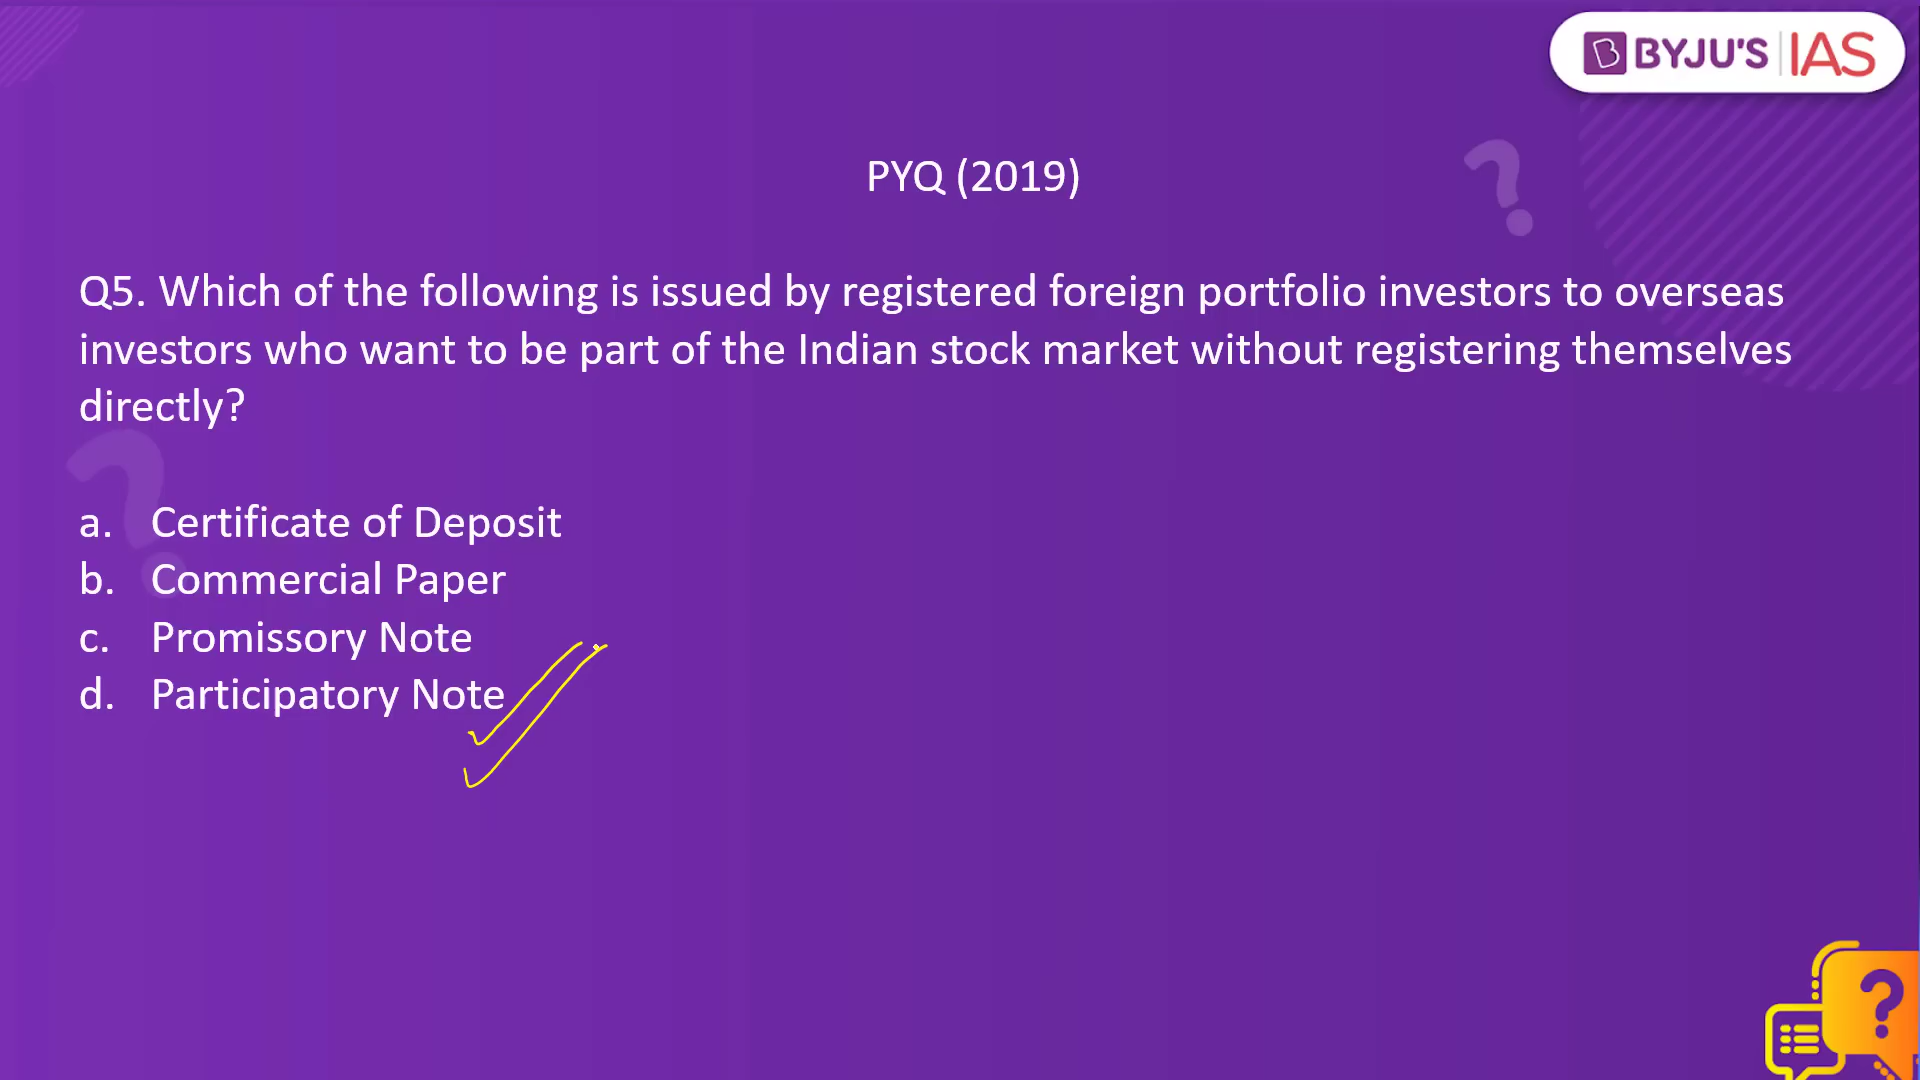 BYJU'S IAS
PYQ (2019)
Q5. Which of the following is issued by registered foreign portfolio investors to overseas
investors who want to be part of the Indian stock market without registering themselves
directly?
a. Certificate of Deposit
b. Commercial Paper
c. Promissory Note
d. Participatory Note